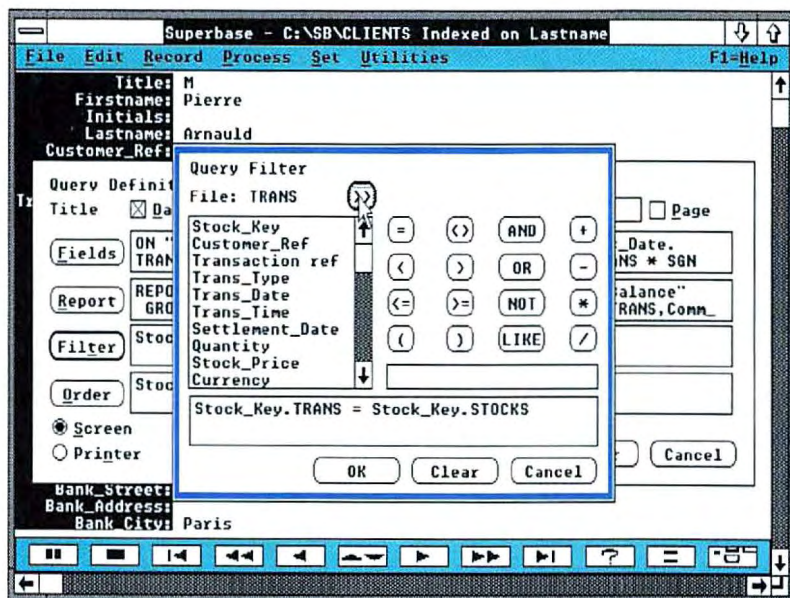 Superbase - C:\SB\CLIENTS Indexed on Lastname
File Edit Record Process Set Utilities F1=Help
Title: M
Firstname: Pierre
Initials:
Lastname: Arnauld
Customer_Ref:
Query Definit
Title Da Page
Fields ON " _Date.
TRAN NS * SGN
Report REPO alance"
GRO TRANS,Comm_
Filter Stoc
Order Stoc
Screen
Printer
Cancel
Query Filter
File: TRANS >>
Stock_Key
Customer_Ref
Transaction ref
Trans_Type
Trans_Date
Trans_Time
Settlement_Date
Quantity
Stock_Price
Currency
= <> AND +
< > OR -
<= >= NOT *
( ) LIKE /
Stock_Key.TRANS = Stock_Key.STOCKS
OK Clear Cancel
Bank_Street:
Bank_Address:
Bank_City: Paris